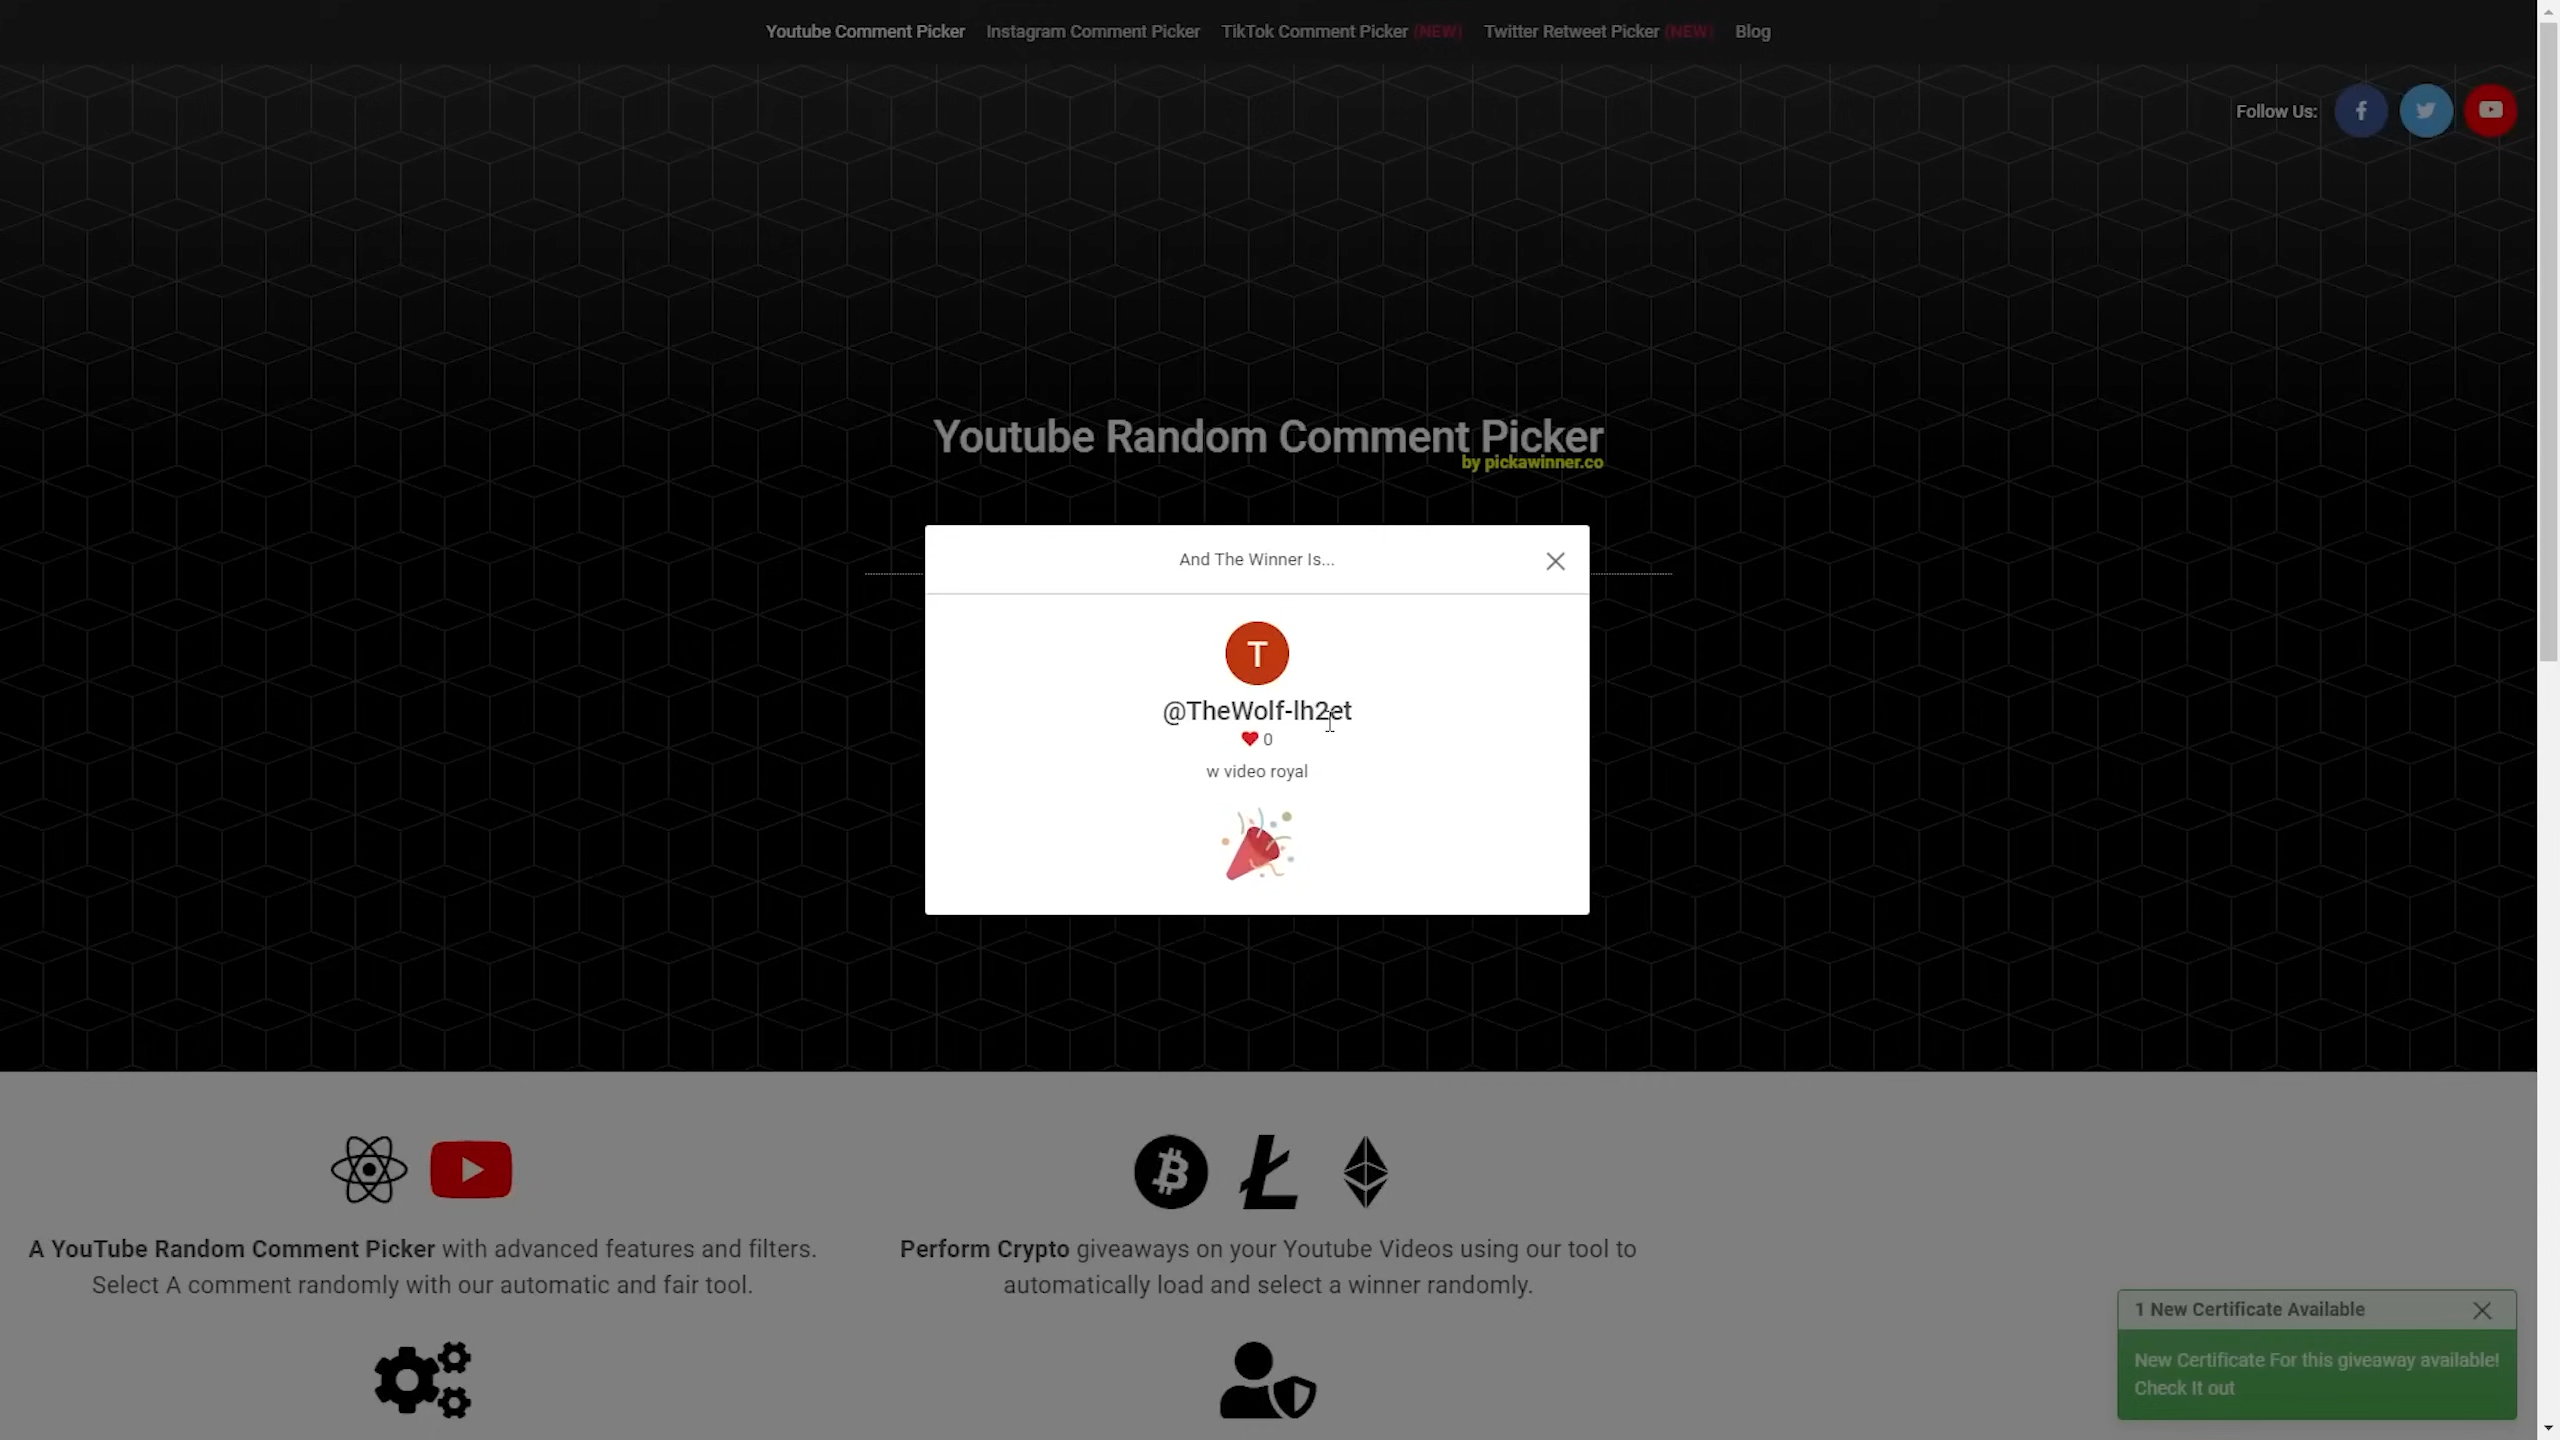 Youtube Comment Picker Instagram Comment Picker TikTok Comment Picker (NEW) Twitter Retweet Picker (NEW) Blog
Follow Us:
Youtube Random Comment Picker
by pickawinner.co
And The Winner Is...
T
@TheWolf-lh2et
0
w video royal
A YouTube Random Comment Picker with advanced features and filters.
Select A comment randomly with our automatic and fair tool.
Perform Crypto giveaways on your Youtube Videos using our tool to
automatically load and select a winner randomly.
1 New Certificate Available
New Certificate For this giveaway available!
Check It out